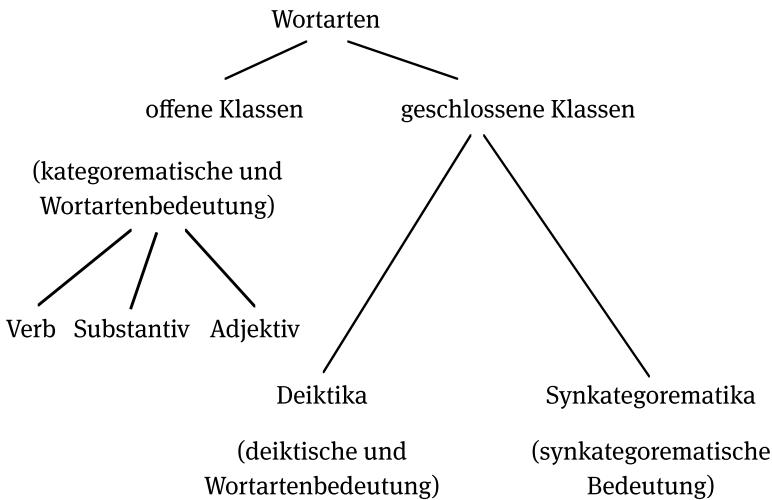 Wortarten
offene Klassen
geschlossene Klassen
(kategorematische und
Wortartenbedeutung)
Verb
Substantiv
Adjektiv
Deiktika
Synkategorematika
(deiktische und
Wortartenbedeutung)
(synkategorematische
Bedeutung)